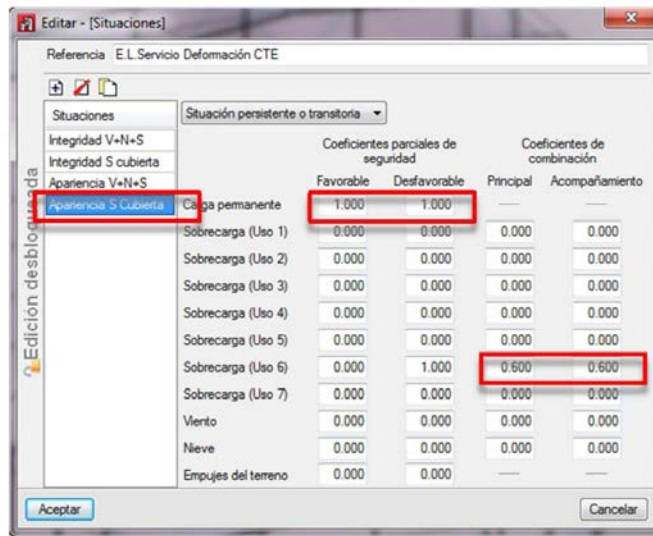 Editar - [Situaciones]
Referencia E.L.Servicio Deformación CTE
Situaciones
Situación persistente o transitoria
Integridad V+N+S
Integridad S cubierta
Apariencia V+N+S
Apariencia S Cubierta
Edición desbloqueada
Coeficientes parciales de seguridad
Coeficientes de combinación
Favorable Desfavorable Principal Acompañamiento
Carga permanente 1.000 1.000
Sobrecarga (Uso 1) 0.000 0.000 0.000 0.000
Sobrecarga (Uso 2) 0.000 0.000 0.000 0.000
Sobrecarga (Uso 3) 0.000 0.000 0.000 0.000
Sobrecarga (Uso 4) 0.000 0.000 0.000 0.000
Sobrecarga (Uso 5) 0.000 0.000 0.000 0.000
Sobrecarga (Uso 6) 0.000 1.000 0.600 0.600
Sobrecarga (Uso 7) 0.000 0.000 0.000 0.000
Viento 0.000 0.000 0.000 0.000
Nieve 0.000 0.000 0.000 0.000
Empujes del terreno 0.000 0.000
Aceptar
Cancelar